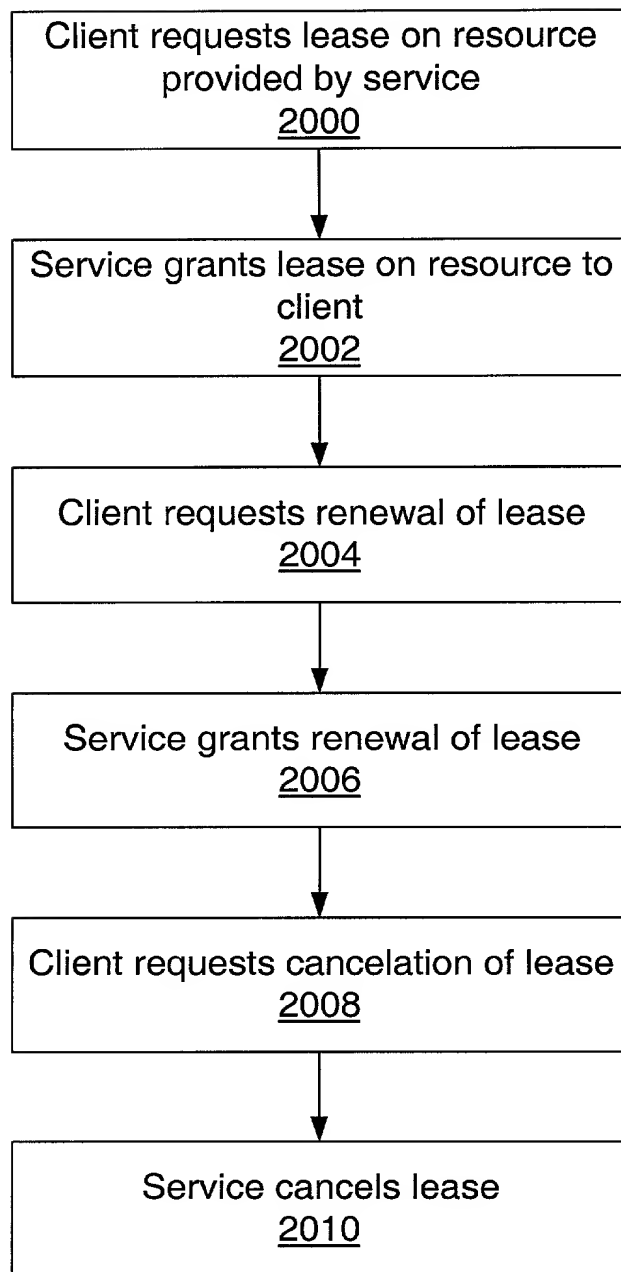 Client requests lease on resource
provided by service
2000
Service grants lease on resource to
client
2002
Client requests renewal of lease
2004
Service grants renewal of lease
2006
Client requests cancelation of lease
2008
Service cancels lease
2010